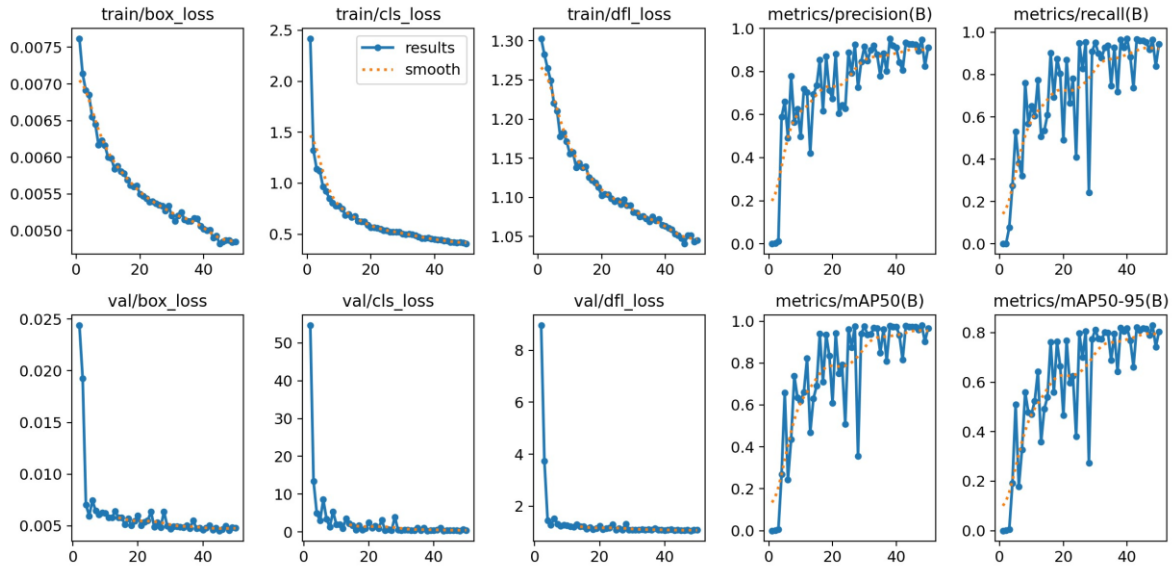 train/box_loss
train/cls_loss
train/dfl_loss
metrics/precision(B)
metrics/recall(B)
0.0075
0.0070
0.0065
0.0060
0.0055
0.0050
0 20 40
2.5
2.0
1.5
1.0
0.5
0 20 40
results
smooth
1.30
1.25
1.20
1.15
1.10
1.05
0 20 40
1.0
0.8
0.6
0.4
0.2
0.0
0 20 40
1.0
0.8
0.6
0.4
0.2
0.0
0 20 40
val/box_loss
val/cls_loss
val/dfl_loss
metrics/mAP50(B)
metrics/mAP50-95(B)
0.025
0.020
0.015
0.010
0.005
0 20 40
50
40
30
20
10
0
0 20 40
8
6
4
2
0 20 40
1.0
0.8
0.6
0.4
0.2
0.0
0 20 40
0.8
0.6
0.4
0.2
0.0
0 20 40